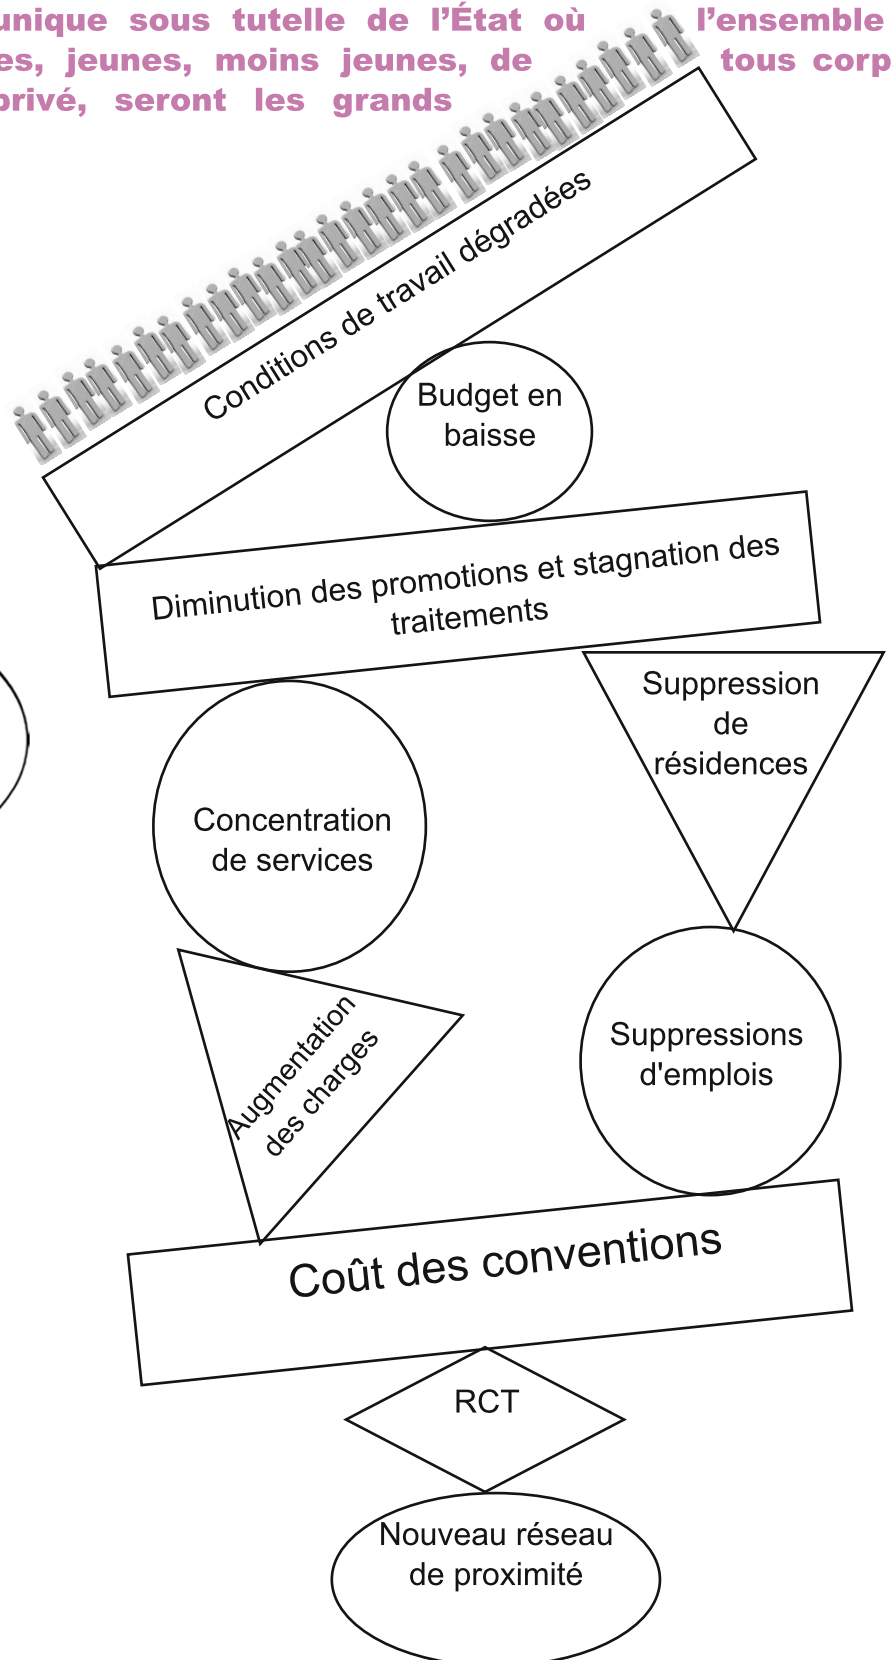 unique sous tutelle de l’État où l’ensemble
es, jeunes, moins jeunes, de tous corp
privé, seront les grands
Conditions de travail dégradées
Budget en
baisse
Diminution des promotions et stagnation des
traitements
Suppression
de
résidences
Concentration
de services
Augmentation
des charges
Suppressions
d'emplois
Coût des conventions
RCT
Nouveau réseau
de proximité